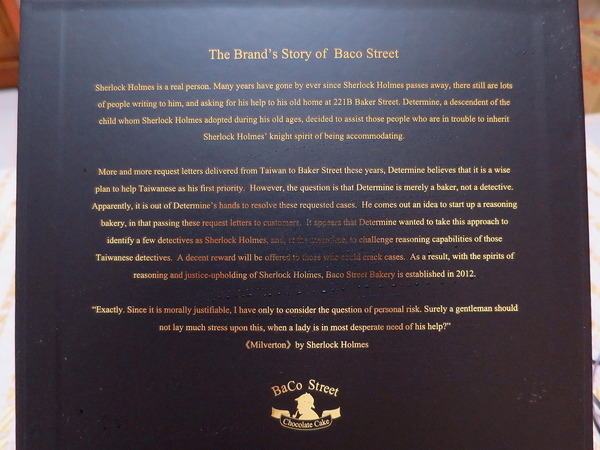 The Brand's Story of Baco Street
Sherlock Holmes is a real person. Many years have gone by ever since Sherlock Holmes passes away, there still are lots
of people writing to him, and asking for his help to his old home at 221B Baker Street. Determine, a descendent of the
child whom Sherlock Holmes adopted during his old ages, decided to assist those people who are in trouble to inherit
Sherlock Holmes' knight spirit of being accommodating.
More and more request letters delivered from Taiwan to Baker Street these years, Determine believes that it is a wise
plan to help Taiwanese as his first priority. However, the question is that Determine is merely a baker, not a detective.
Apparently, it is out of Determine's hands to resolve these requested cases. He comes out an idea to start up a reasoning
bakery, in that passing these request letters to customers. It appears that Determine wanted to take this approach to
identify a few detectives as Sherlock Holmes, and, at the meantime, to challenge reasoning capabilities of those
Taiwanese detectives. A decent reward will be offered to those who could crack cases. As a result, with the spirits of
reasoning and justice-upholding of Sherlock Holmes, Baco Street Bakery is established in 2012.
"Exactly. Since it is morally justifiable, I have only to consider the question of personal risk. Surely a gentleman should
not lay much stress upon this, when a lady is in most desperate need of his help?"
《Milverton》 by Sherlock Holmes
BaCo Street
Chocolate Cake